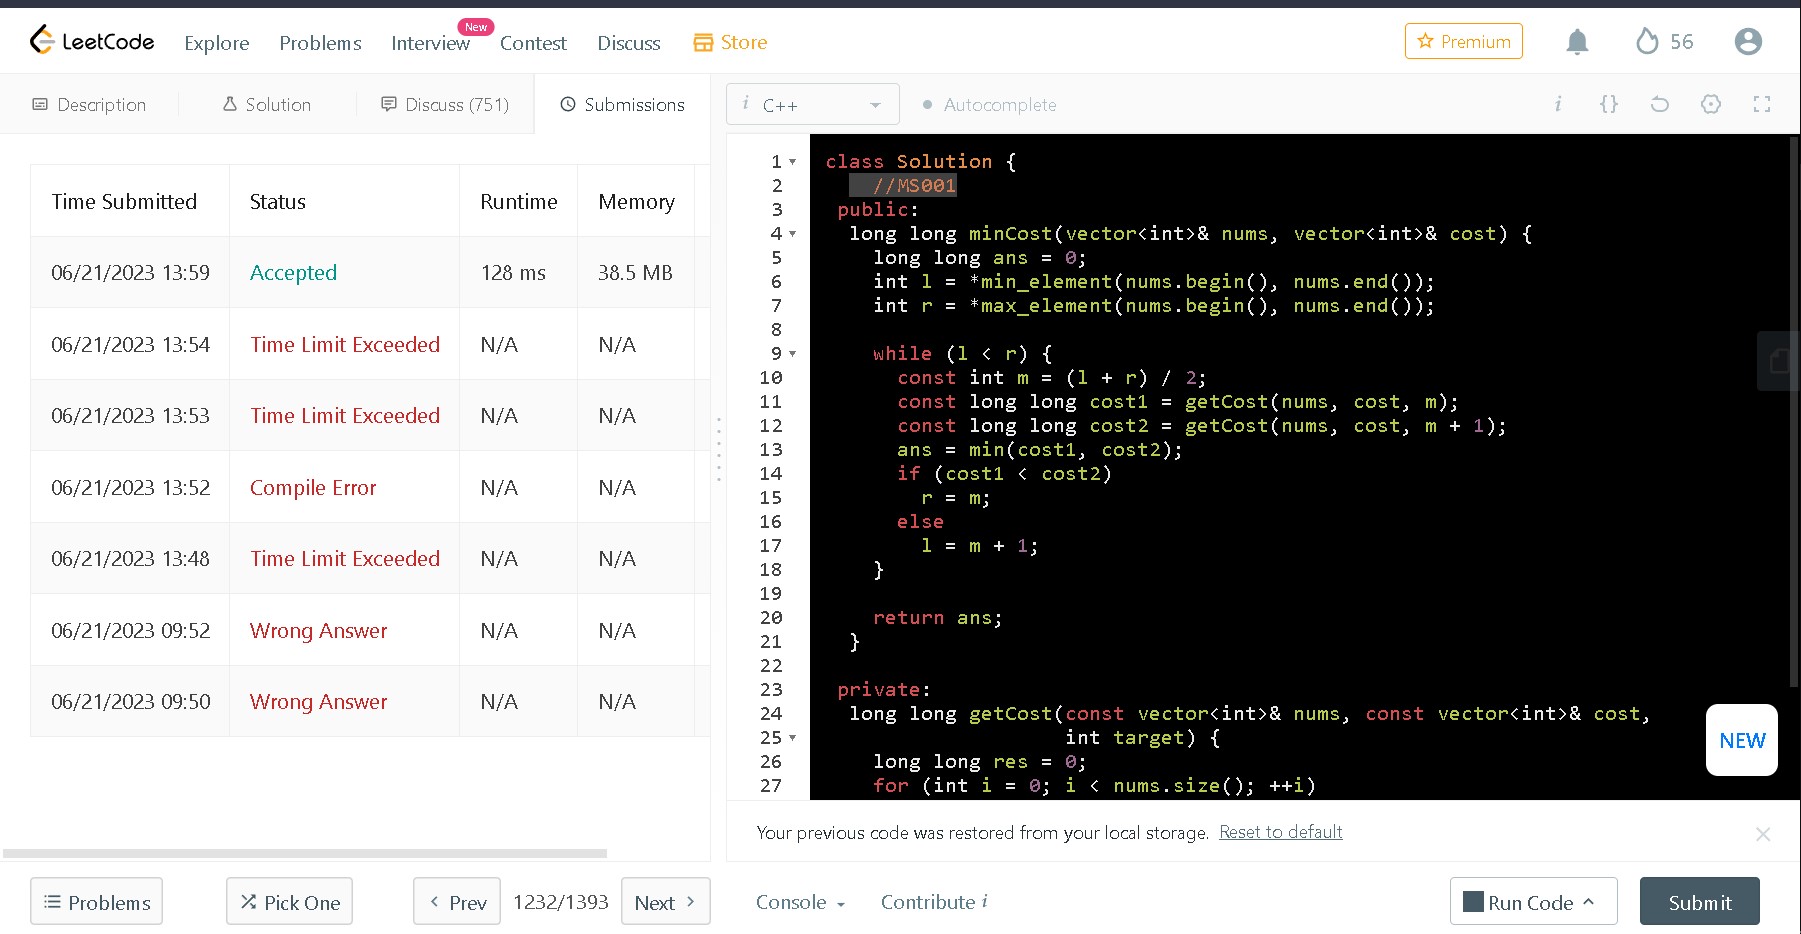 LeetCode Explore Problems Interview New Contest Discuss Store Premium 56
Description Solution Discuss (751) Submissions
i C++ Autocomplete i {}
Time Submitted Status Runtime Memory
06/21/2023 13:59 Accepted 128 ms 38.5 MB
06/21/2023 13:54 Time Limit Exceeded N/A N/A
06/21/2023 13:53 Time Limit Exceeded N/A N/A
06/21/2023 13:52 Compile Error N/A N/A
06/21/2023 13:48 Time Limit Exceeded N/A N/A
06/21/2023 09:52 Wrong Answer N/A N/A
06/21/2023 09:50 Wrong Answer N/A N/A
1 class Solution {
2 //MS001
3 public:
4 long long minCost(vector<int>& nums, vector<int>& cost) {
5 long long ans = 0;
6 int l = *min_element(nums.begin(), nums.end());
7 int r = *max_element(nums.begin(), nums.end());
8
9 while (l < r) {
10 const int m = (l + r) / 2;
11 const long long cost1 = getCost(nums, cost, m);
12 const long long cost2 = getCost(nums, cost, m + 1);
13 ans = min(cost1, cost2);
14 if (cost1 < cost2)
15 r = m;
16 else
17 l = m + 1;
18 }
19
20 return ans;
21 }
22
23 private:
24 long long getCost(const vector<int>& nums, const vector<int>& cost,
25 int target) {
26 long long res = 0;
27 for (int i = 0; i < nums.size(); ++i)
NEW
Your previous code was restored from your local storage. Reset to default
Problems Pick One Prev 1232/1393 Next Console Contribute i Run Code Submit